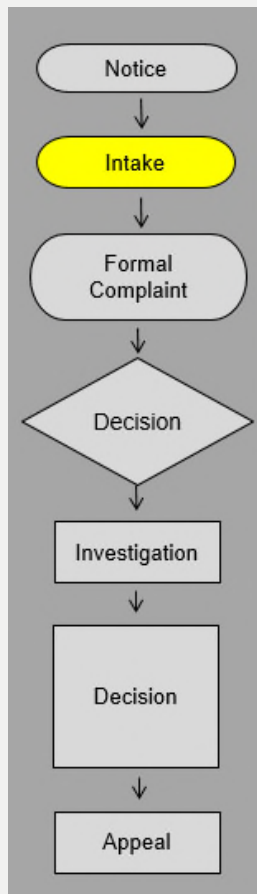 Notice
Intake
Formal
Complaint
Decision
Investigation
Decision
Appeal